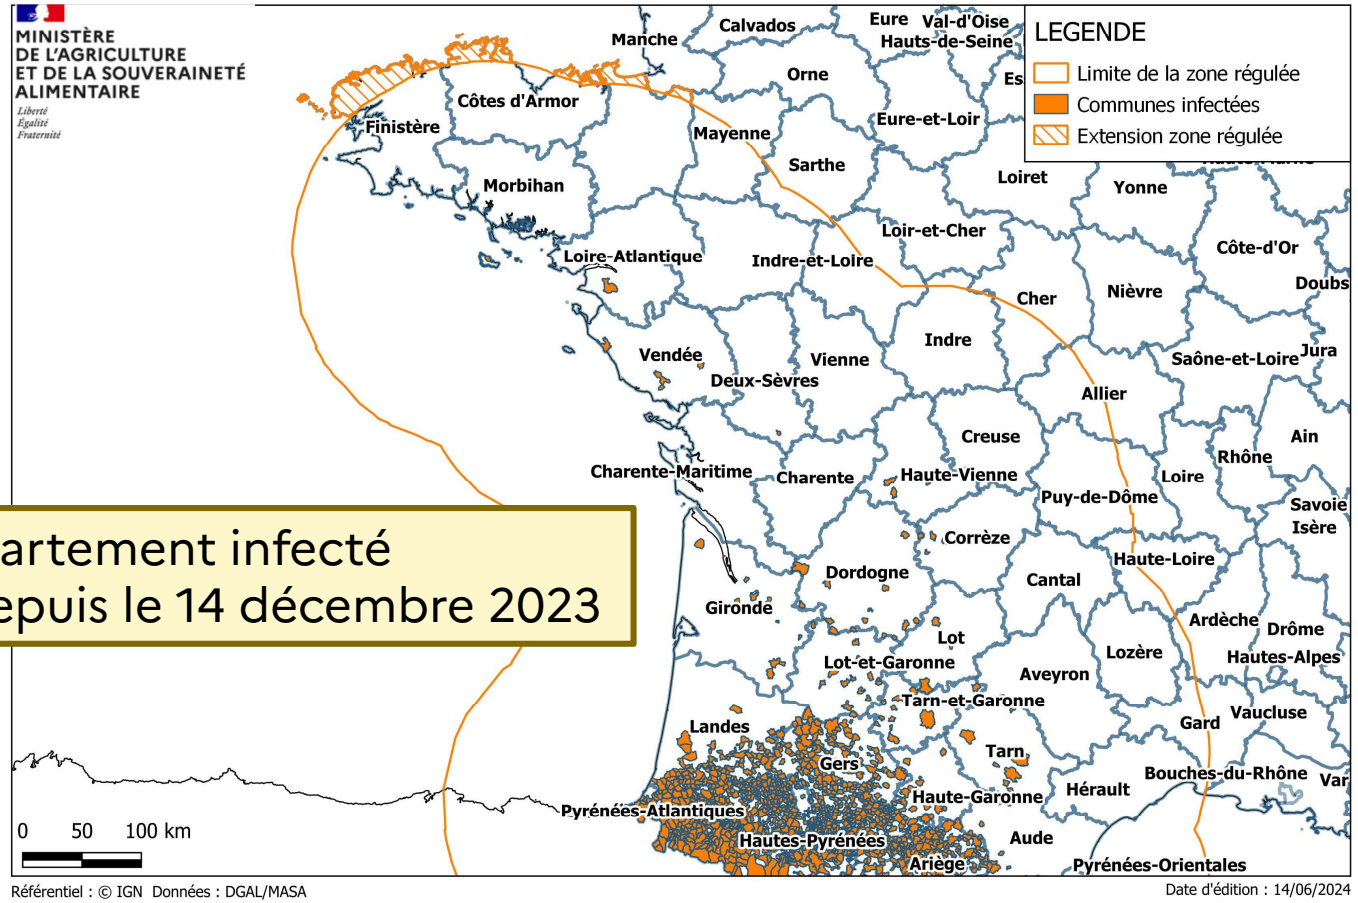 MINISTÈRE
DE L'AGRICULTURE
ET DE LA SOUVERAINETÉ
ALIMENTAIRE
Liberté
Égalité
Fraternité
LEGENDE
Limite de la zone régulée
Communes infectées
Extension zone régulée
Calvados
Eure
Val-d'Oise
Manche
Hauts-de-Seine
Orne
Es
Côtes d'Armor
Eure-et-Loir
Finistère
Mayenne
Sarthe
Loiret
Yonne
Morbihan
Loir-et-Cher
Côte-d'Or
Loire-Atlantique
Indre-et-Loire
Doubs
Cher
Nièvre
Indre
Vendée
Vienne
Saône-et-Loire
Jura
Deux-Sèvres
Allier
Creuse
Ain
Rhône
Charente-Maritime
Charente
Haute-Vienne
Loire
Puy-de-Dôme
Savoie
Isère
artement infecté
epuis le 14 décembre 2023
Corrèze
Haute-Loire
Dordogne
Cantal
Gironde
Ardèche
Drôme
Lot
Lozère
Hautes-Alpes
Lot-et-Garonne
Aveyron
Tarn-et-Garonne
Vaucluse
Landes
Gard
Tarn
Gers
Bouches-du-Rhône
Var
Hérault
Haute-Garonne
Pyrénées-Atlantiques
0 50 100 km
Hautes-Pyrénées
Aude
Ariège
Pyrénées-Orientales
Référentiel : © IGN Données : DGAL/MASA
Date d'édition : 14/06/2024